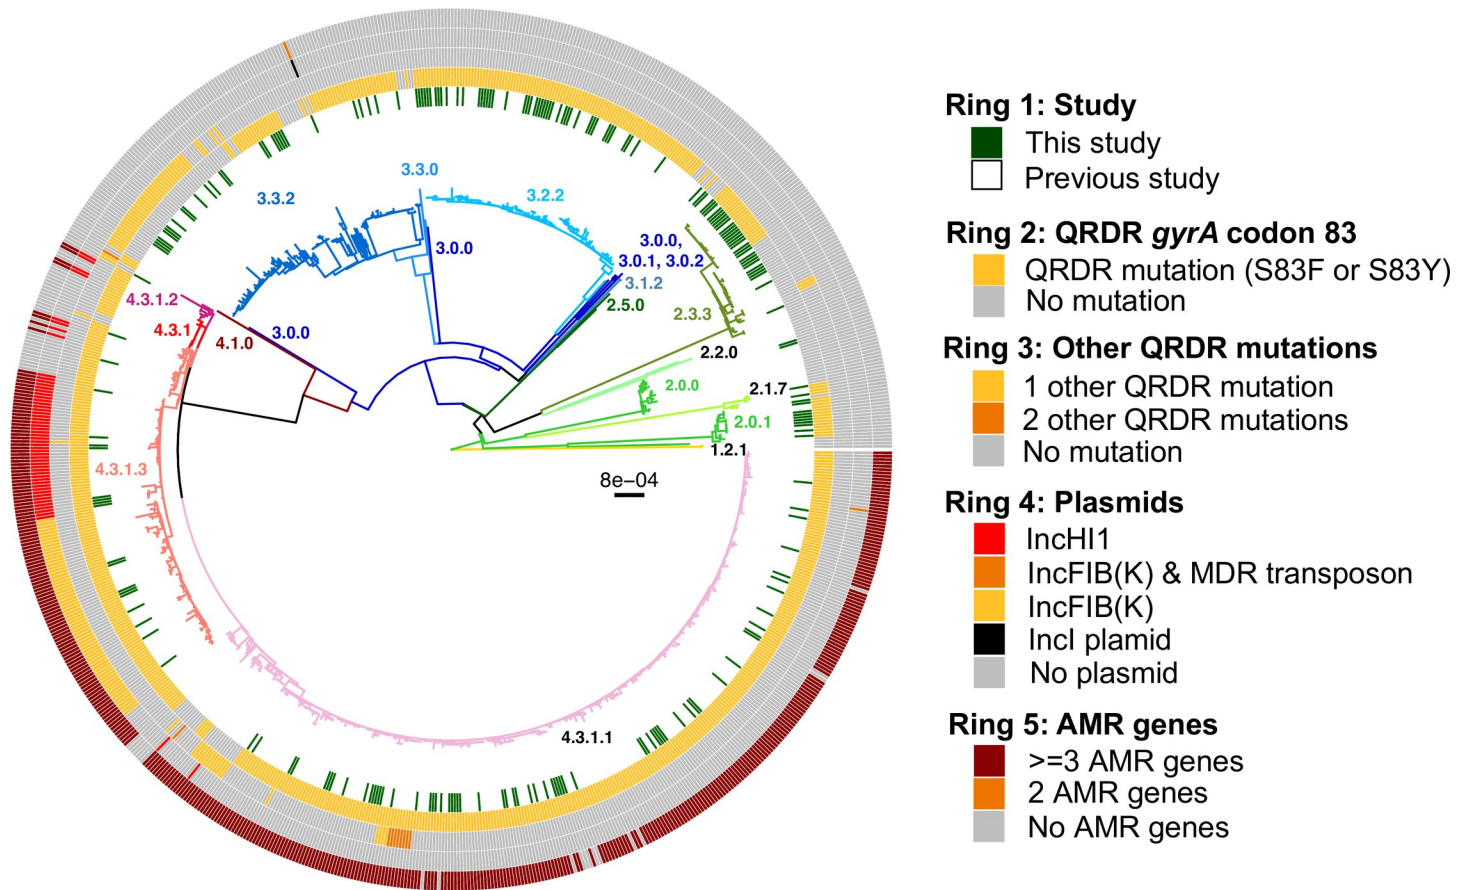 3.3.0
3.3.2
3.2.2
3.0.0
3.0.0,
3.0.1, 3.0.2
3.1.2
2.5.0
4.3.1.2
4.3.1
4.1.0
3.0.0
2.3.3
2.2.0
2.0.0
2.1.7
2.0.1
1.2.1
4.3.1.3
8e−04
4.3.1.1
Ring 1: Study
This study
Previous study
Ring 2: QRDR gyrA codon 83
QRDR mutation (S83F or S83Y)
No mutation
Ring 3: Other QRDR mutations
1 other QRDR mutation
2 other QRDR mutations
No mutation
Ring 4: Plasmids
IncHI1
IncFIB(K) & MDR transposon
IncFIB(K)
IncI plamid
No plasmid
Ring 5: AMR genes
>=3 AMR genes
2 AMR genes
No AMR genes